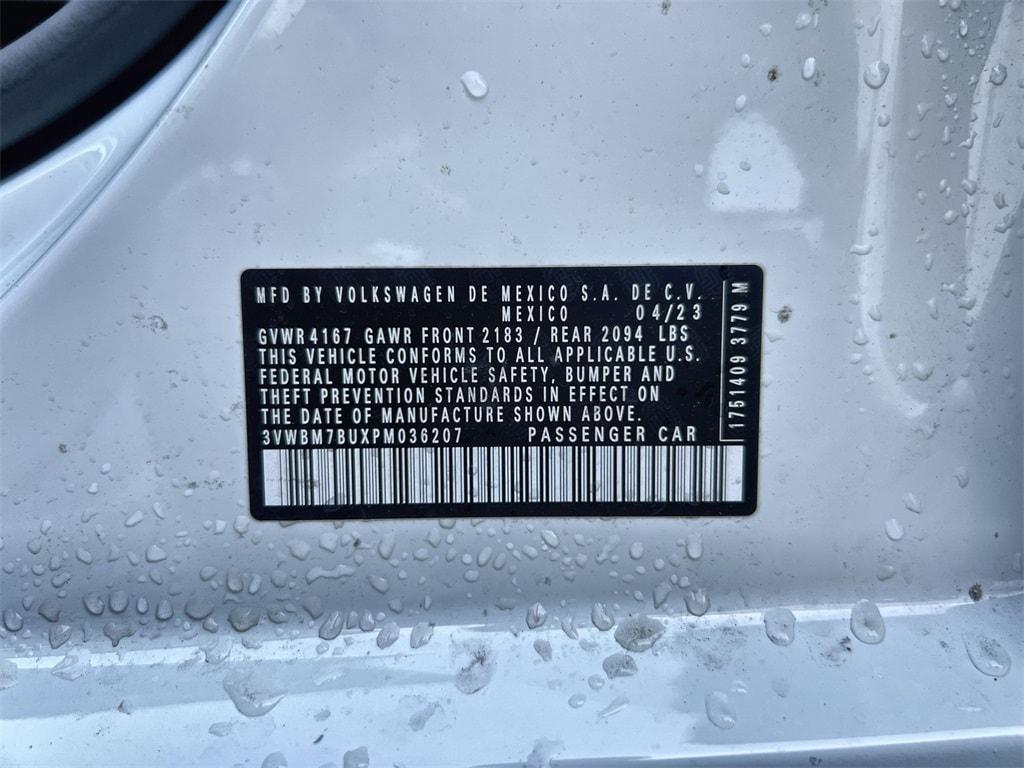 MFD BY VOLKSWAGEN DE MEXICO S.A. DE C.V.
MEXICO 04/23
GVWR 4167 GAWR FRONT 2183 / REAR 2094 LBS
THIS VEHICLE CONFORMS TO ALL APPLICABLE U.S.
FEDERAL MOTOR VEHICLE SAFETY, BUMPER AND
THEFT PREVENTION STANDARDS IN EFFECT ON
THE DATE OF MANUFACTURE SHOWN ABOVE.
3VWBM7BUXPM036207 PASSENGER CAR
1751409 3779 M